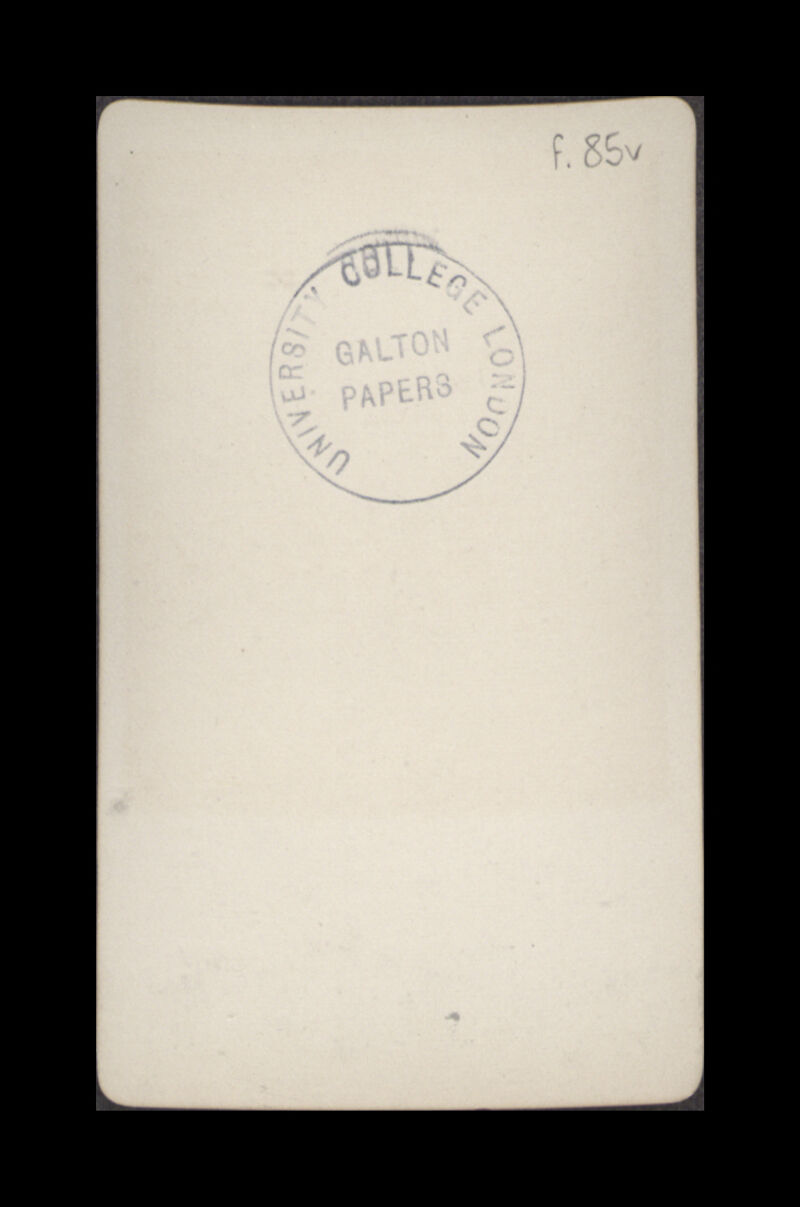 f. 85v
UNIVERSITY COLLEGE LONDON
GALTON
PAPERS